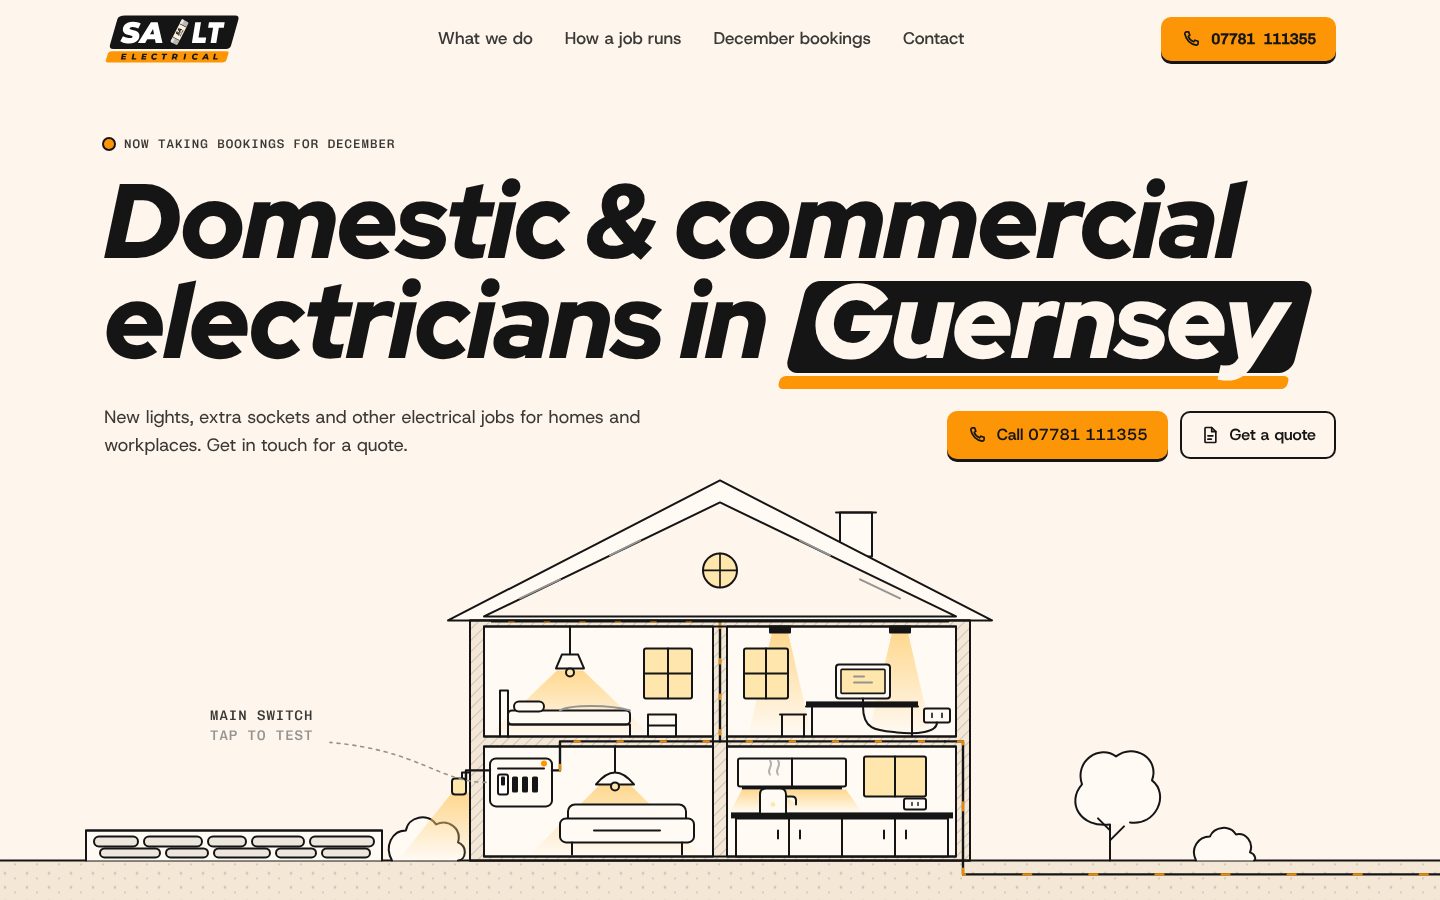 SA LT
ELECTRICAL
What we do
How a job runs
December bookings
Contact
07781 111355
NOW TAKING BOOKINGS FOR DECEMBER
Domestic & commercial
electricians in Guernsey
New lights, extra sockets and other electrical jobs for homes and
workplaces. Get in touch for a quote.
Call 07781 111355
Get a quote
MAIN SWITCH
TAP TO TEST